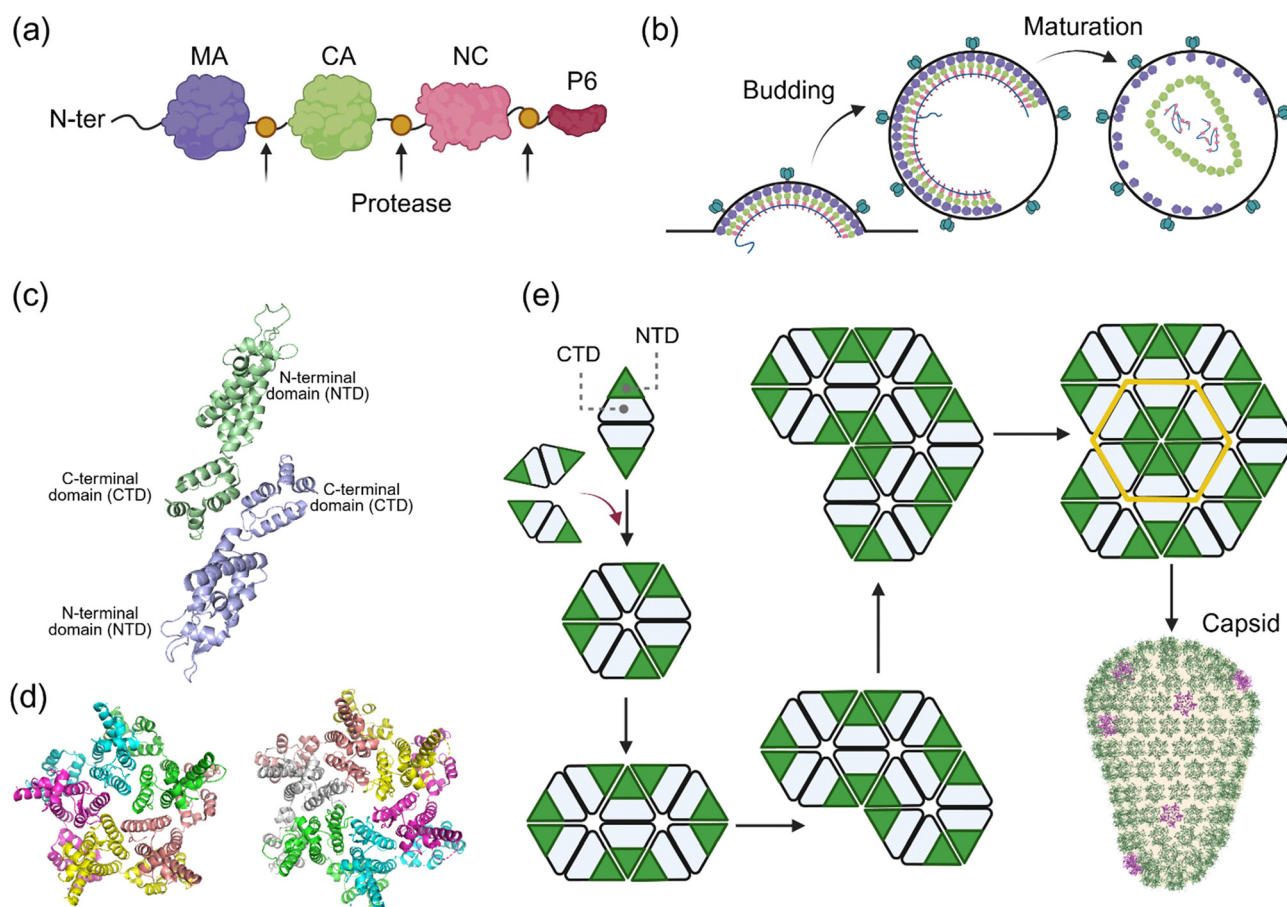 (a)
MA
CA
NC
P6
N-ter
Protease
(b)
Budding
Maturation
(c)
N-terminal
domain (NTD)
C-terminal
domain (CTD)
C-terminal
domain (CTD)
N-terminal
domain (NTD)
(d)
(e)
NTD
CTD
Capsid